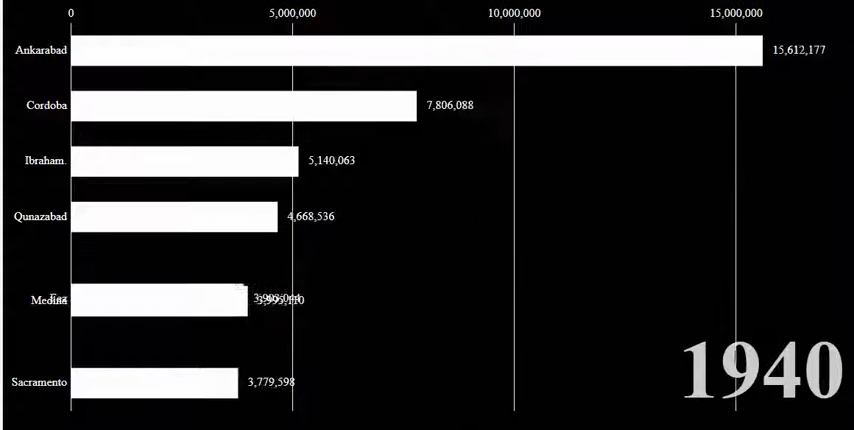 0 5,000,000 10,000,000 15,000,000
Ankarabad 15,612,177
Cordoba 7,806,088
Ibraham. 5,140,063
Qunazabad 4,668,536
Medina
Sacramento 3,779,598
1940